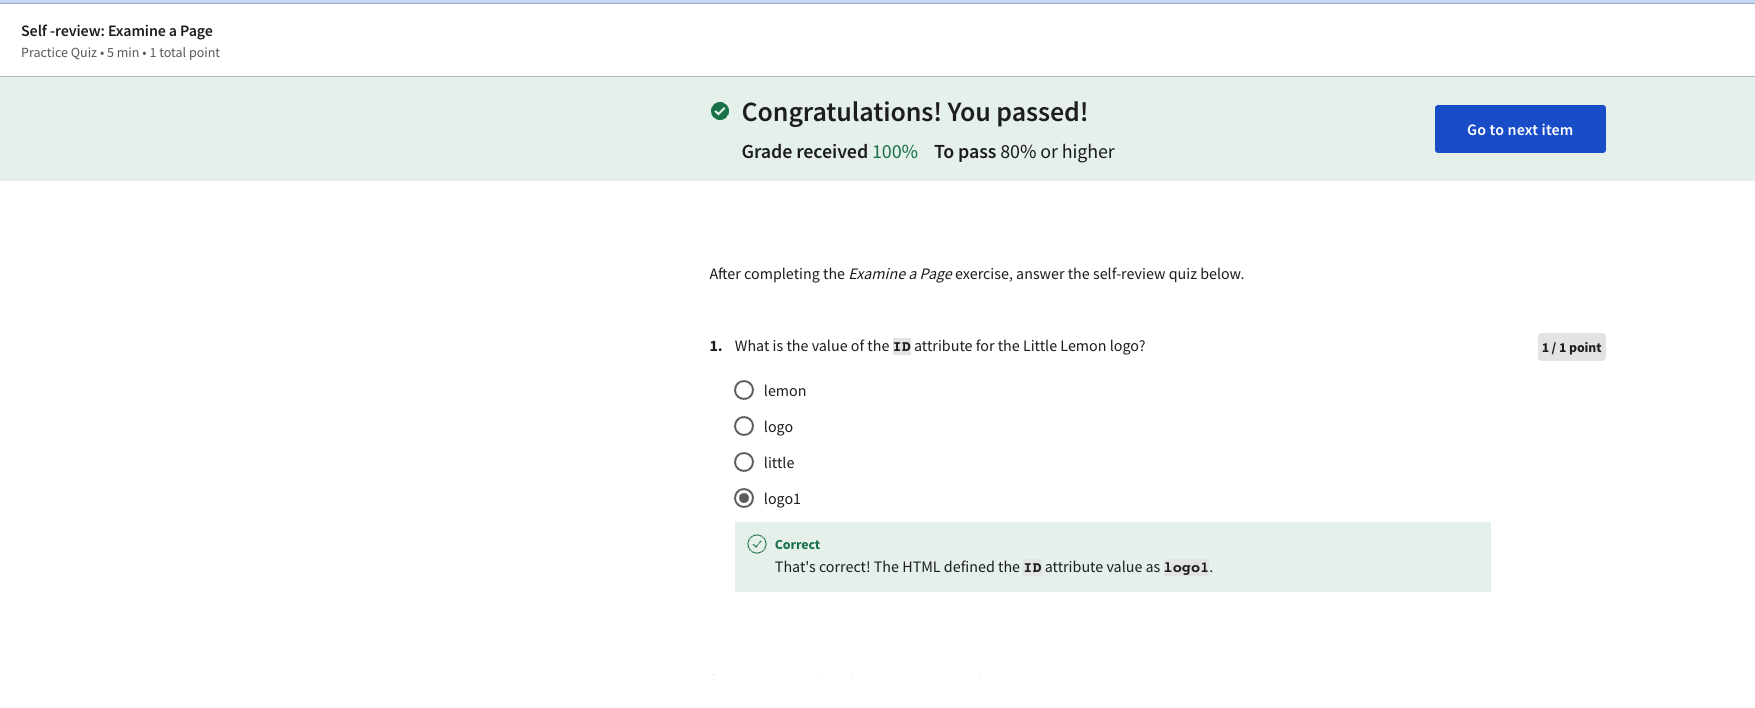 Self -review: Examine a Page
Practice Quiz • 5 min • 1 total point
Congratulations! You passed!
Grade received 100% To pass 80% or higher
Go to next item
After completing the Examine a Page exercise, answer the self-review quiz below.
1. What is the value of the ID attribute for the Little Lemon logo?
1 / 1 point
lemon
logo
little
logo1
Correct
That's correct! The HTML defined the ID attribute value as logo1.